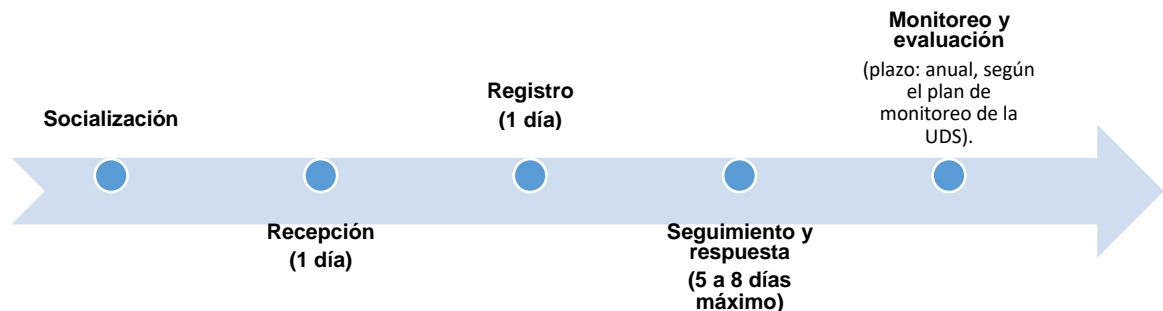 Socialización
Recepción
(1 día)
Registro
(1 día)
Seguimiento y
respuesta
(5 a 8 días
máximo)
Monitoreo y
evaluación
(plazo: anual, según
el plan de
monitoreo de la
UDS).